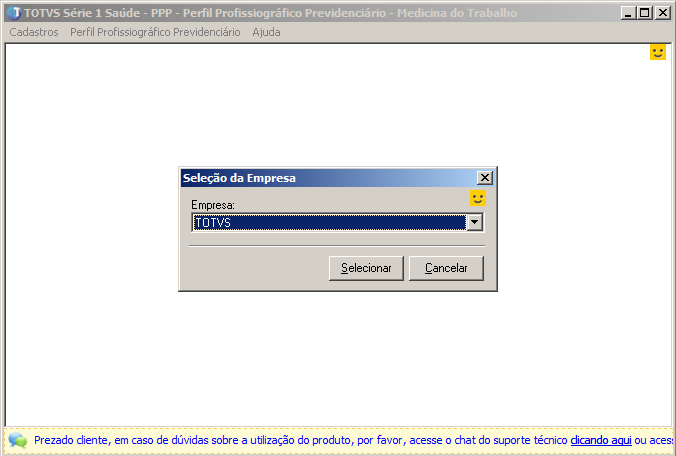 TOTVS Série 1 Saúde - PPP - Perfil Profissiográfico Previdenciário - Medicina do Trabalho
Cadastros Perfil Profissiográfico Previdenciário Ajuda
Seleção da Empresa
Empresa:
TOTVS
Selecionar Cancelar
Prezado cliente, em caso de dúvidas sobre a utilização do produto, por favor, acesse o chat do suporte técnico clicando aqui ou acess